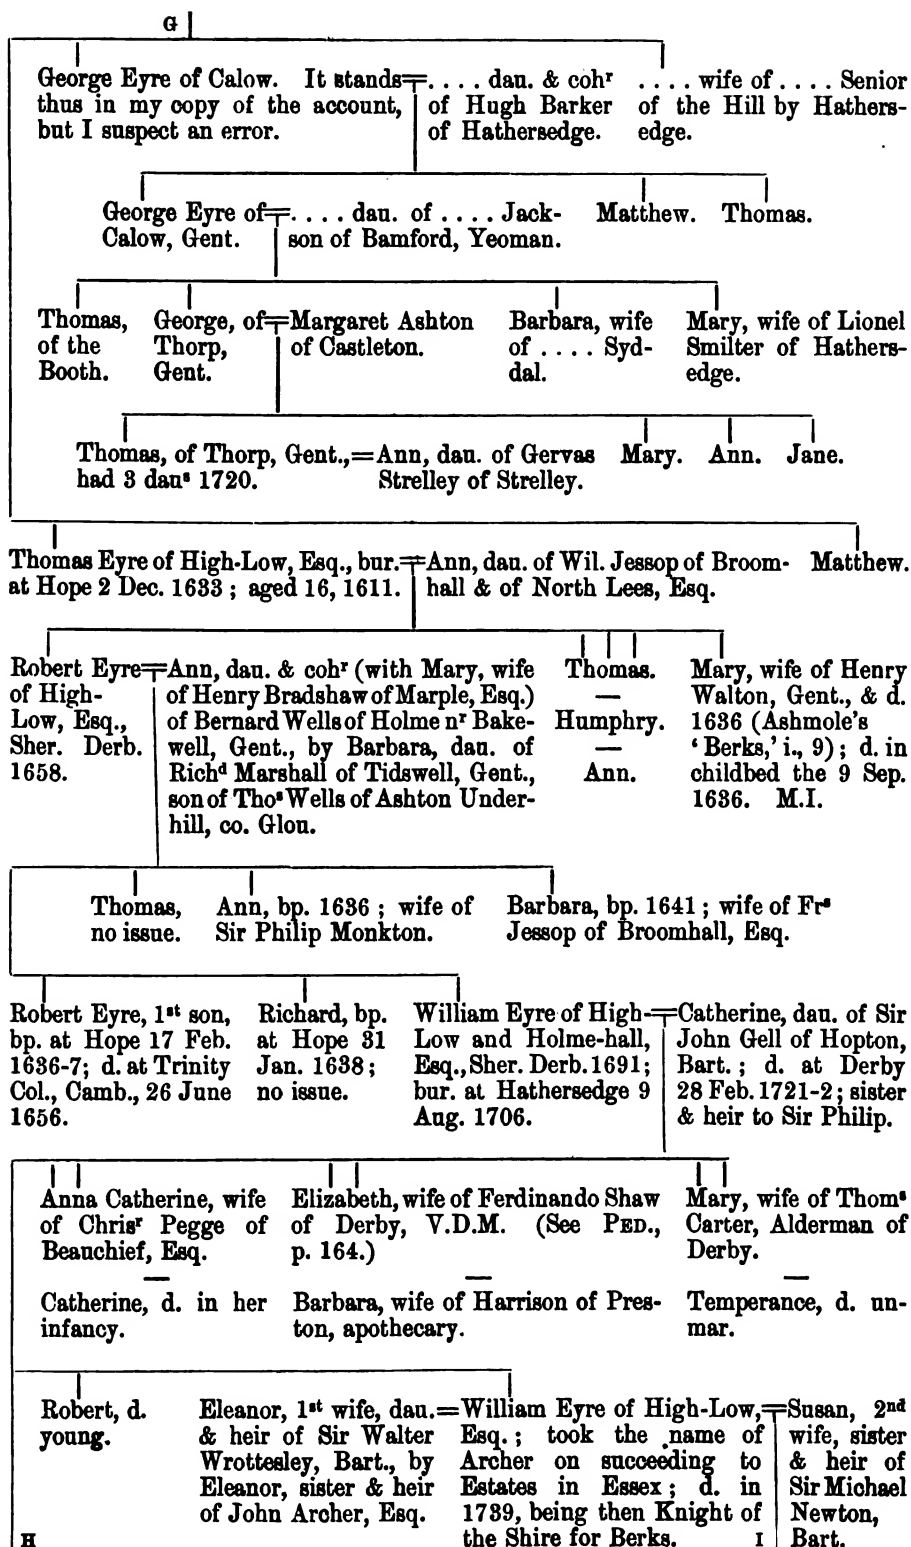 G
George Eyre of Calow. It stands=.... dau. & cohʳ
thus in my copy of the account, of Hugh Barker
but I suspect an error. of Hathersedge.
.... wife of .... Senior
of the Hill by Hathers-
edge.
George Eyre of=.... dau. of .... Jack-
Calow, Gent. son of Bamford, Yeoman.
Matthew. Thomas.
Thomas,
of the
Booth.
George, of=Margaret Ashton
Thorp, of Castleton.
Gent.
Barbara, wife
of .... Syd-
dal.
Mary, wife of Lionel
Smilter of Hathers-
edge.
Thomas, of Thorp, Gent.,=Ann, dau. of Gervas
had 3 dauˢ 1720. Strelley of Strelley.
Mary. Ann. Jane.
Thomas Eyre of High-Low, Esq., bur.=Ann, dau. of Wil. Jessop of Broom-
at Hope 2 Dec. 1633 ; aged 16, 1611. hall & of North Lees, Esq.
Matthew.
Robert Eyre=
of High-
Low, Esq.,
Sher. Derb.
1658.
Ann, dau. & cohʳ (with Mary, wife
of Henry Bradshaw of Marple, Esq.)
of Bernard Wells of Holme nʳ Bake-
well, Gent., by Barbara, dau. of
Richᵈ Marshall of Tidswell, Gent.,
son of Thoˢ Wells of Ashton Under-
hill, co. Glou.
Thomas.
—
Humphry.
—
Ann.
Mary, wife of Henry
Walton, Gent., & d.
1636 (Ashmole's
‘Berks,’ i., 9) ; d. in
childbed the 9 Sep.
1636. M.I.
Thomas,
no issue.
Ann, bp. 1636 ; wife of
Sir Philip Monkton.
Barbara, bp. 1641 ; wife of Frˢ
Jessop of Broomhall, Esq.
Robert Eyre, 1ˢᵗ son,
bp. at Hope 17 Feb.
1636-7; d. at Trinity
Col., Camb., 26 June
1656.
Richard, bp.
at Hope 31
Jan. 1638 ;
no issue.
William Eyre of High-=
Low and Holme-hall,
Esq., Sher. Derb. 1691;
bur. at Hathersedge 9
Aug. 1706.
Catherine, dau. of Sir
John Gell of Hopton,
Bart. ; d. at Derby
28 Feb. 1721-2 ; sister
& heir to Sir Philip.
Anna Catherine, wife
of Chrisʳ Pegge of
Beauchief, Esq.
—
Catherine, d. in her
infancy.
Elizabeth, wife of Ferdinando Shaw
of Derby, V.D.M. (See PED.,
p. 164.)
—
Barbara, wife of Harrison of Pres-
ton, apothecary.
Mary, wife of Thomˢ
Carter, Alderman of
Derby.
—
Temperance, d. un-
mar.
Robert, d.
young.
Eleanor, 1ˢᵗ wife, dau.=
& heir of Sir Walter
Wrottesley, Bart., by
Eleanor, sister & heir
of John Archer, Esq.
William Eyre of High-Low,=
Esq. ; took the name of
Archer on succeeding to
Estates in Essex ; d. in
1739, being then Knight of
the Shire for Berks.
Susan, 2ⁿᵈ
wife, sister
& heir of
Sir Michael
Newton,
Bart.
H I